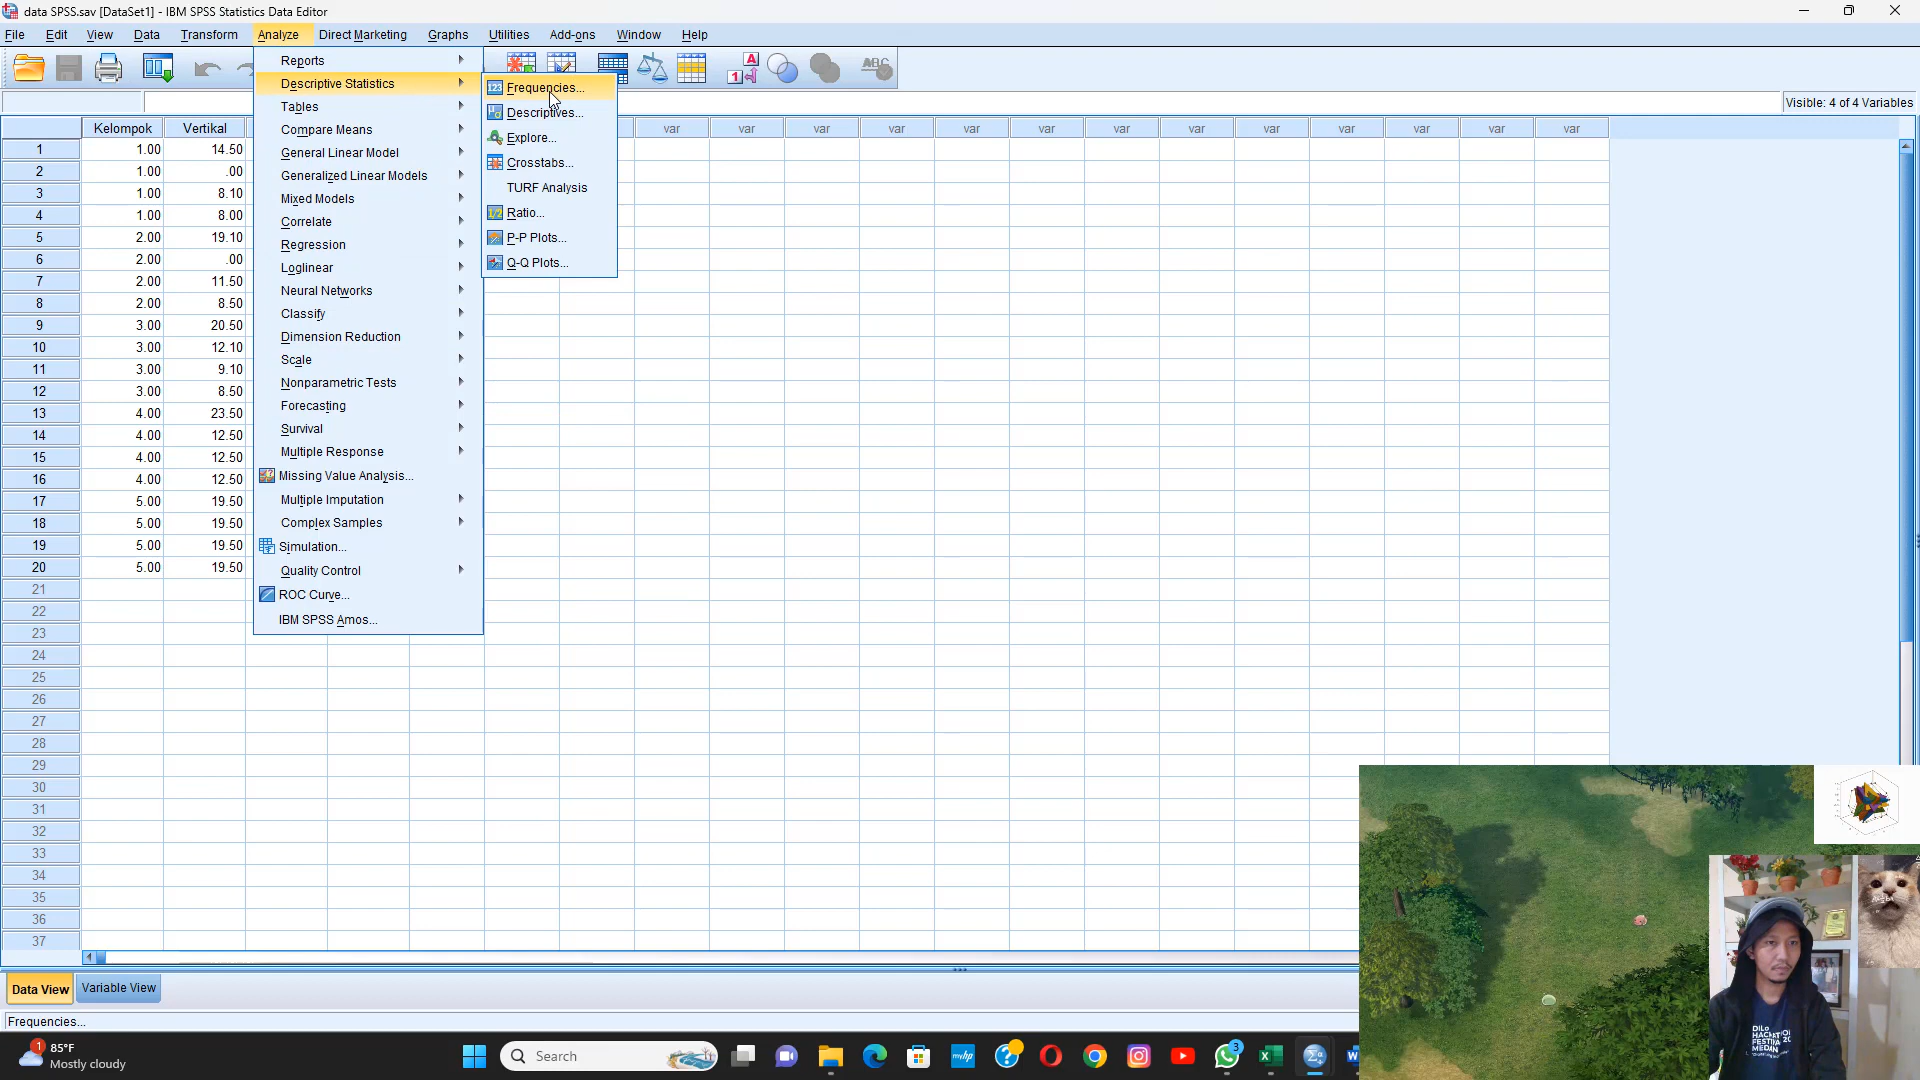 data SPSS.sav [DataSet1] - IBM SPSS Statistics Data Editor
File Edit View Data Transform Analyze Direct Marketing Graphs Utilities Add-ons Window Help
Visible: 4 of 4 Variables
Reports
Descriptive Statistics
Tables
Compare Means
General Linear Model
Generalized Linear Models
Mixed Models
Correlate
Regression
Loglinear
Neural Networks
Classify
Dimension Reduction
Scale
Nonparametric Tests
Forecasting
Survival
Multiple Response
Missing Value Analysis...
Multiple Imputation
Complex Samples
Simulation...
Quality Control
ROC Curve...
IBM SPSS Amos...
Frequencies...
Descriptives...
Explore...
Crosstabs...
TURF Analysis
Ratio...
P-P Plots...
Q-Q Plots...
Kelompok Vertikal var var var var var var var var var var var var var
1 1.00 14.50
2 1.00 .00
3 1.00 8.10
4 1.00 8.00
5 2.00 19.10
6 2.00 .00
7 2.00 11.50
8 2.00 8.50
9 3.00 20.50
10 3.00 12.10
11 3.00 9.10
12 3.00 8.50
13 4.00 23.50
14 4.00 12.50
15 4.00 12.50
16 4.00 12.50
17 5.00 19.50
18 5.00 19.50
19 5.00 19.50
20 5.00 19.50
21
22
23
24
25
26
27
28
29
30
31
32
33
34
35
36
37
Data View Variable View
Frequencies...
1 85°F
Mostly cloudy
Search
3
DiLo
HACKATHON
FESTIVAL
MEDAN